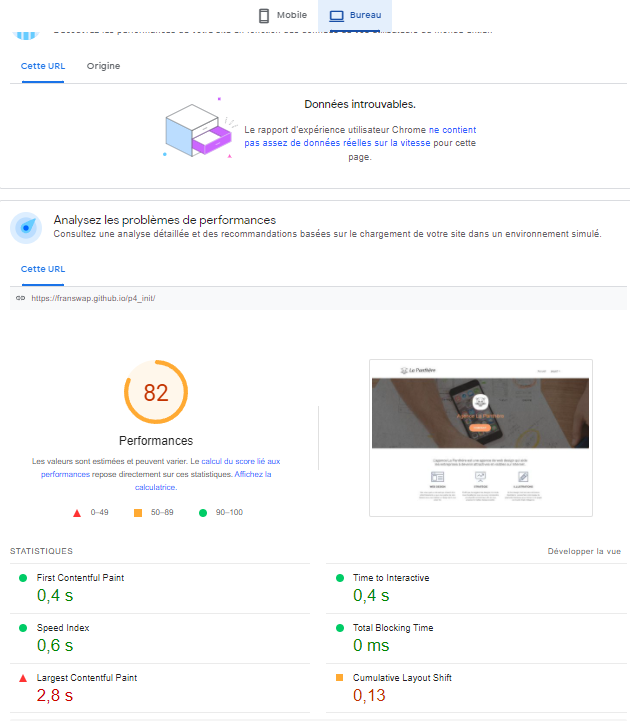 Mobile
Bureau
Cette URL
Origine
Données introuvables.
Le rapport d'expérience utilisateur Chrome ne contient
pas assez de données réelles sur la vitesse pour cette
page.
Analysez les problèmes de performances
Consultez une analyse détaillée et des recommandations basées sur le chargement de votre site dans un environnement simulé.
Cette URL
https://franswap.github.io/p4_init/
82
Performances
Les valeurs sont estimées et peuvent varier. Le calcul du score lié aux
performances repose directement sur ces statistiques. Affichez la
calculatrice.
0–49
50–89
90–100
La Panthère
STATISTIQUES
Développer la vue
First Contentful Paint
0,4 s
Time to Interactive
0,4 s
Speed Index
0,6 s
Total Blocking Time
0 ms
Largest Contentful Paint
2,8 s
Cumulative Layout Shift
0,13